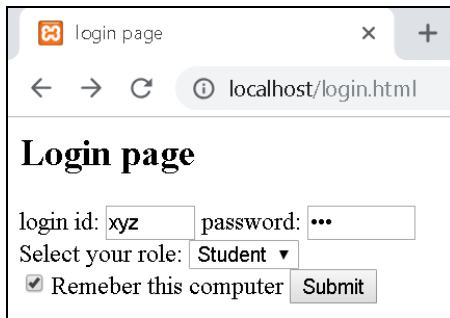 login page
localhost/login.html
Login page
login id: xyz password: •••
Select your role: Student
Remeber this computer Submit